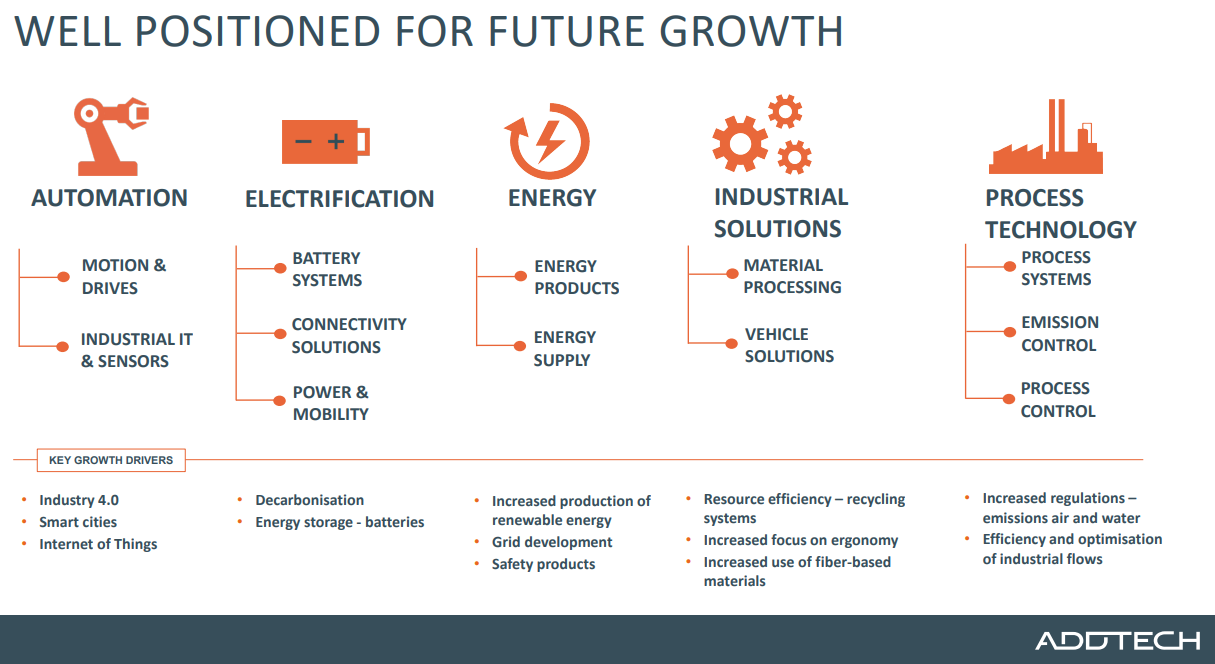 WELL POSITIONED FOR FUTURE GROWTH
AUTOMATION
MOTION &
DRIVES
INDUSTRIAL IT
& SENSORS
ELECTRIFICATION
BATTERY
SYSTEMS
CONNECTIVITY
SOLUTIONS
POWER &
MOBILITY
ENERGY
ENERGY
PRODUCTS
ENERGY
SUPPLY
INDUSTRIAL
SOLUTIONS
MATERIAL
PROCESSING
VEHICLE
SOLUTIONS
PROCESS
TECHNOLOGY
PROCESS
SYSTEMS
EMISSION
CONTROL
PROCESS
CONTROL
KEY GROWTH DRIVERS
• Industry 4.0
• Smart cities
• Internet of Things
• Decarbonisation
• Energy storage - batteries
• Increased production of
renewable energy
• Grid development
• Safety products
• Resource efficiency – recycling
systems
• Increased focus on ergonomy
• Increased use of fiber-based
materials
• Increased regulations –
emissions air and water
• Efficiency and optimisation
of industrial flows
ADDTECH